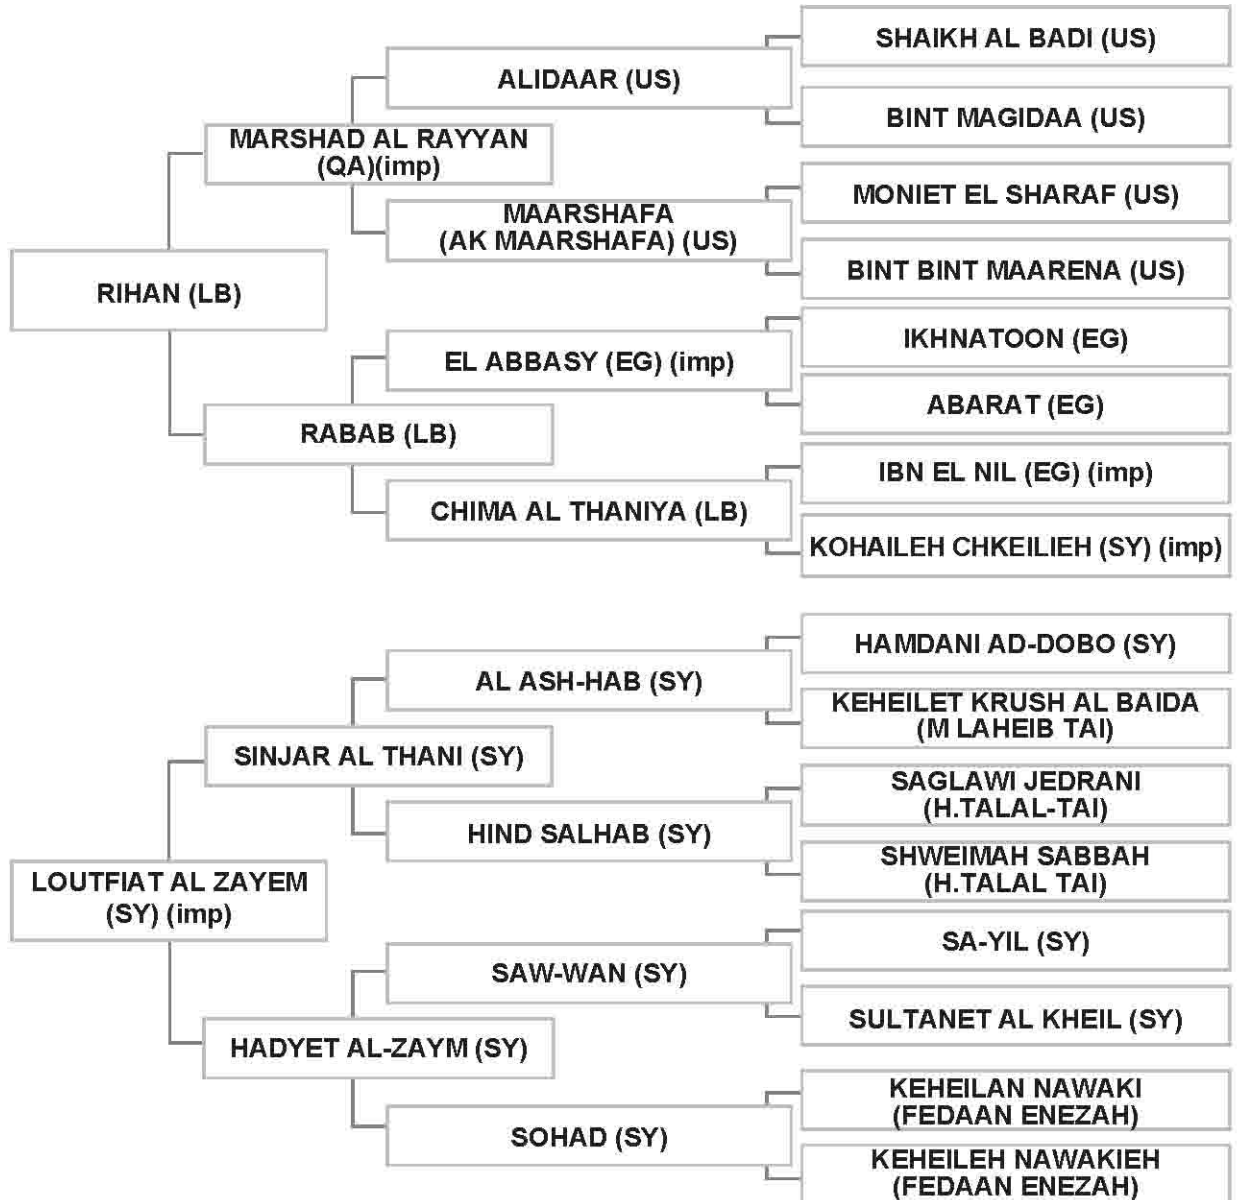 SHAIKH AL BADI (US)
ALIDAAR (US)
BINT MAGIDAA (US)
MARSHAD AL RAYYAN
(QA)(imp)
MONIET EL SHARAF (US)
MAARSHAFA
(AK MAARSHAFA) (US)
BINT BINT MAARENA (US)
RIHAN (LB)
IKHNATOON (EG)
EL ABBASY (EG) (imp)
ABARAT (EG)
RABAB (LB)
IBN EL NIL (EG) (imp)
CHIMA AL THANIYA (LB)
KOHAILEH CHKEILIEH (SY) (imp)
HAMDANI AD-DOBO (SY)
AL ASH-HAB (SY)
KEHEILET KRUSH AL BAIDA
(M LAHEIB TAI)
SINJAR AL THANI (SY)
SAGLAWI JEDRANI
(H.TALAL-TAI)
HIND SALHAB (SY)
SHWEIMAH SABBAH
(H.TALAL TAI)
LOUTFIAT AL ZAYEM
(SY) (imp)
SA-YIL (SY)
SAW-WAN (SY)
SULTANET AL KHEIL (SY)
HADYET AL-ZAYM (SY)
KEHEILAN NAWAKI
(FEDAAN ENEZAH)
SOHAD (SY)
KEHEILEH NAWAKIEH
(FEDAAN ENEZAH)